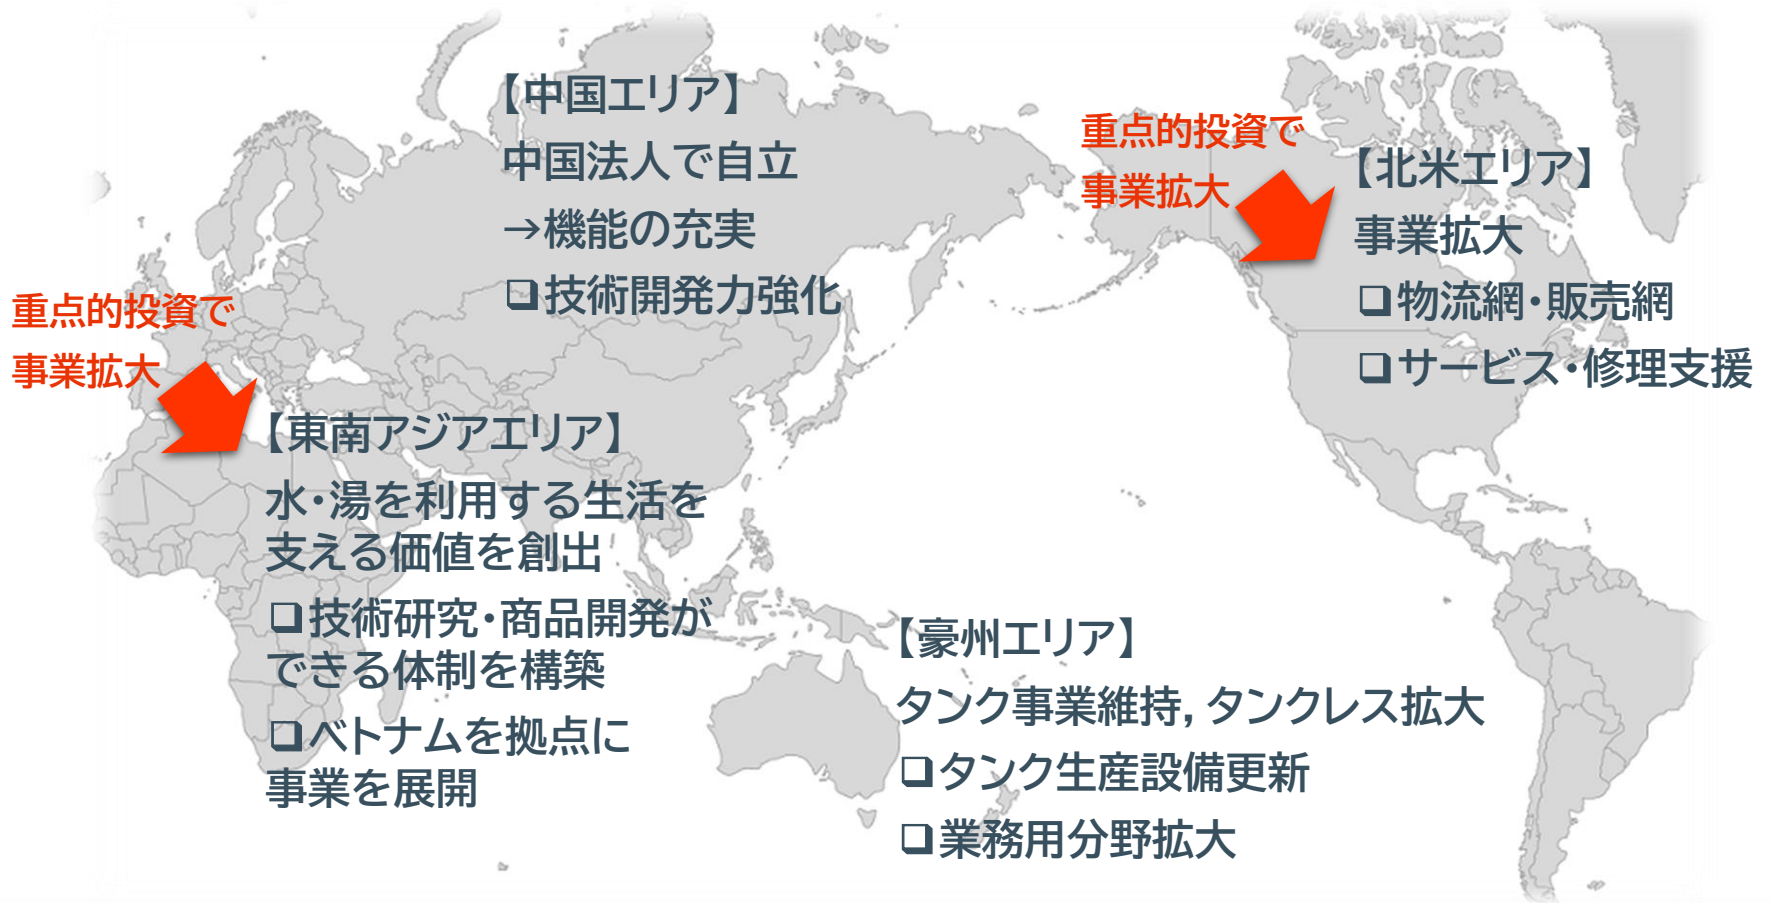 【中国エリア】
中国法人で自立
→機能の充実
❑技術開発力強化
重点的投資で
事業拡大
【北米エリア】
事業拡大
❑物流網・販売網
❑サービス・修理支援
重点的投資で
事業拡大
【東南アジアエリア】
水・湯を利用する生活を
支える価値を創出
❑技術研究・商品開発が
できる体制を構築
❑ベトナムを拠点に
事業を展開
【豪州エリア】
タンク事業維持, タンクレス拡大
❑タンク生産設備更新
❑業務用分野拡大